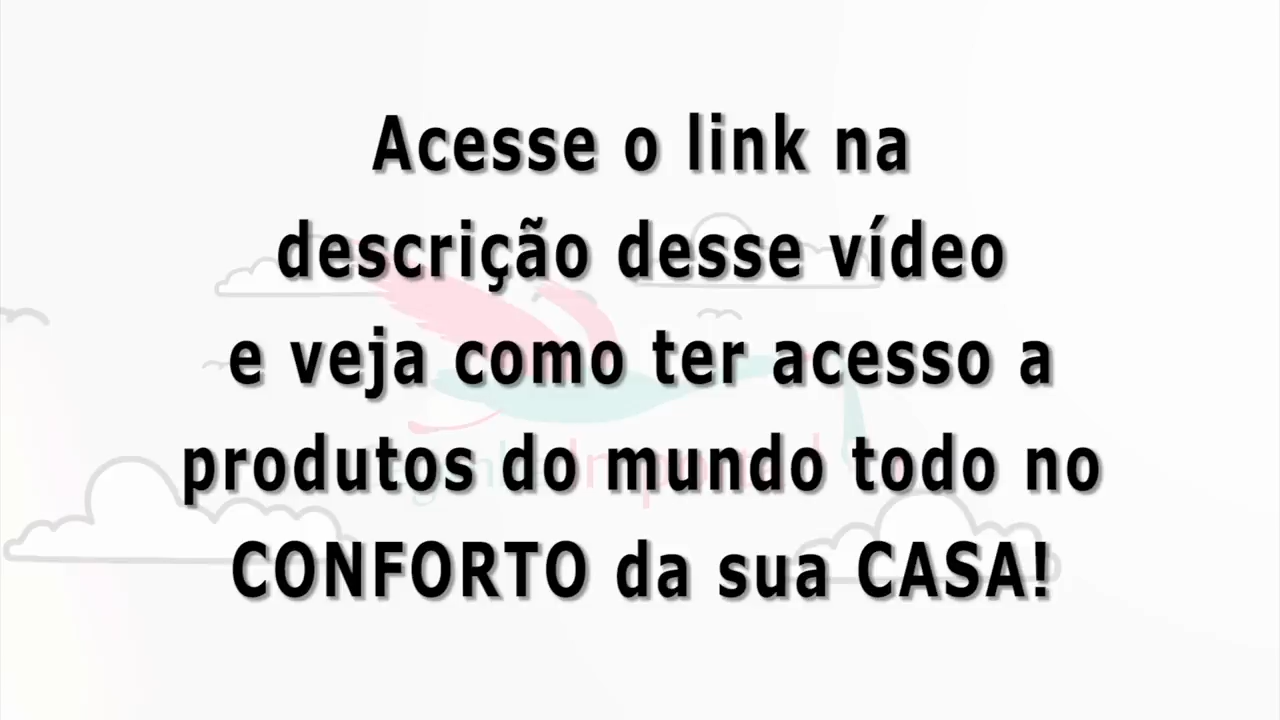 Acesse o link na
descrição desse vídeo
e veja como ter acesso a
produtos do mundo todo no
CONFORTO da sua CASA!